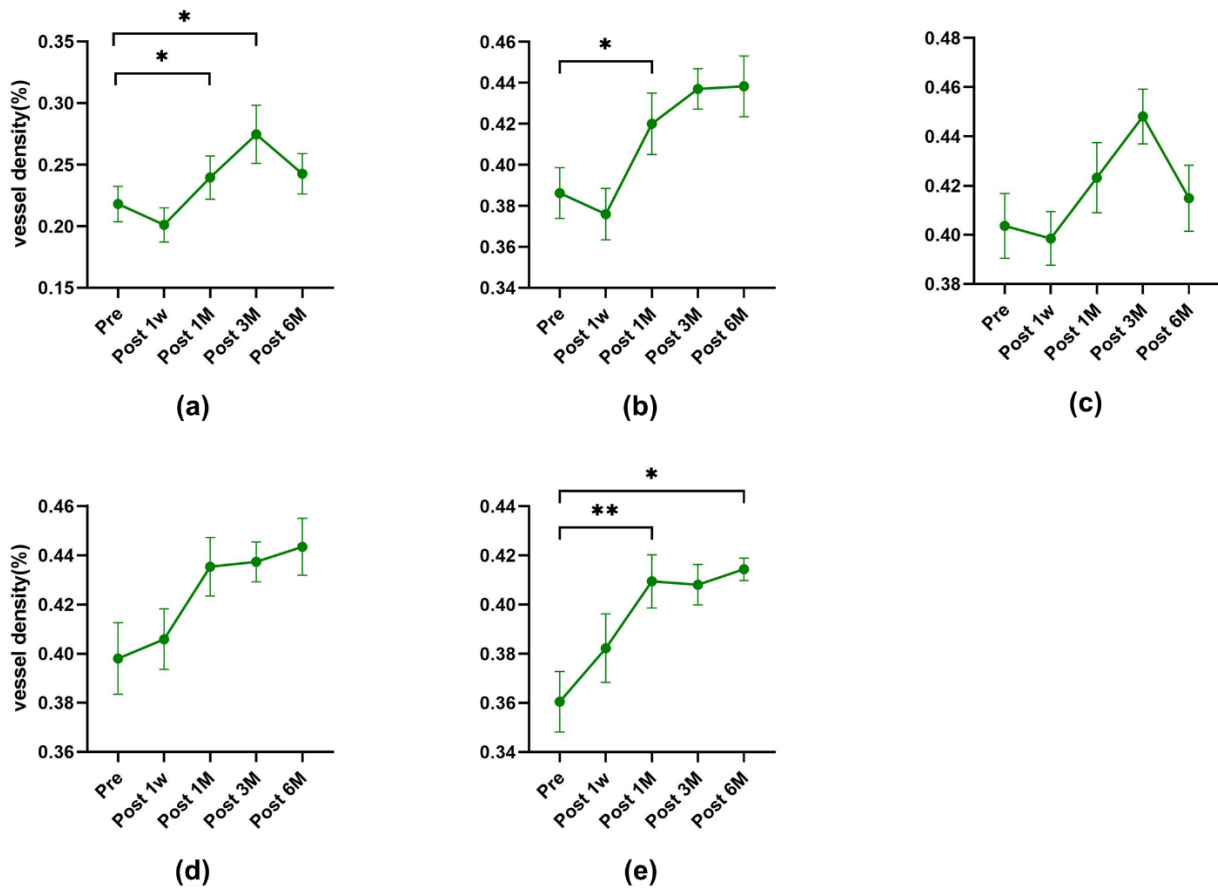 *
*
0.35
0.30
0.25
0.20
0.15
vessel density(%)
Pre
Post 1w
Post 1M
Post 3M
Post 6M
(a)
*
0.46
0.44
0.42
0.40
0.38
0.36
0.34
Pre
Post 1w
Post 1M
Post 3M
Post 6M
(b)
0.48
0.46
0.44
0.42
0.40
0.38
Pre
Post 1w
Post 1M
Post 3M
Post 6M
(c)
0.46
0.44
0.42
0.40
0.38
0.36
vessel density(%)
Pre
Post 1w
Post 1M
Post 3M
Post 6M
(d)
*
**
0.44
0.42
0.40
0.38
0.36
0.34
Pre
Post 1w
Post 1M
Post 3M
Post 6M
(e)